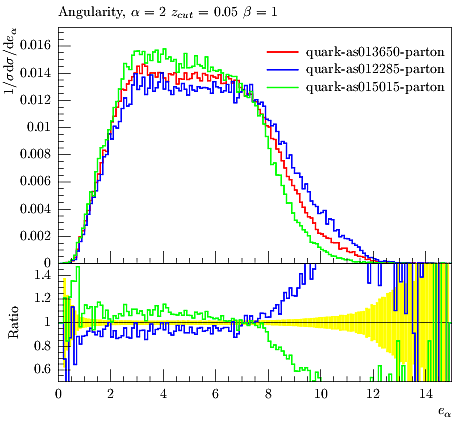 Angularity, α = 2 z_cut = 0.05 β = 1
1/σ dσ/de_α
quark-as013650-parton
quark-as012285-parton
quark-as015015-parton
0.016
0.014
0.012
0.01
0.008
0.006
0.004
0.002
0
Ratio
1.4
1.2
1
0.8
0.6
0 2 4 6 8 10 12 14
e_α